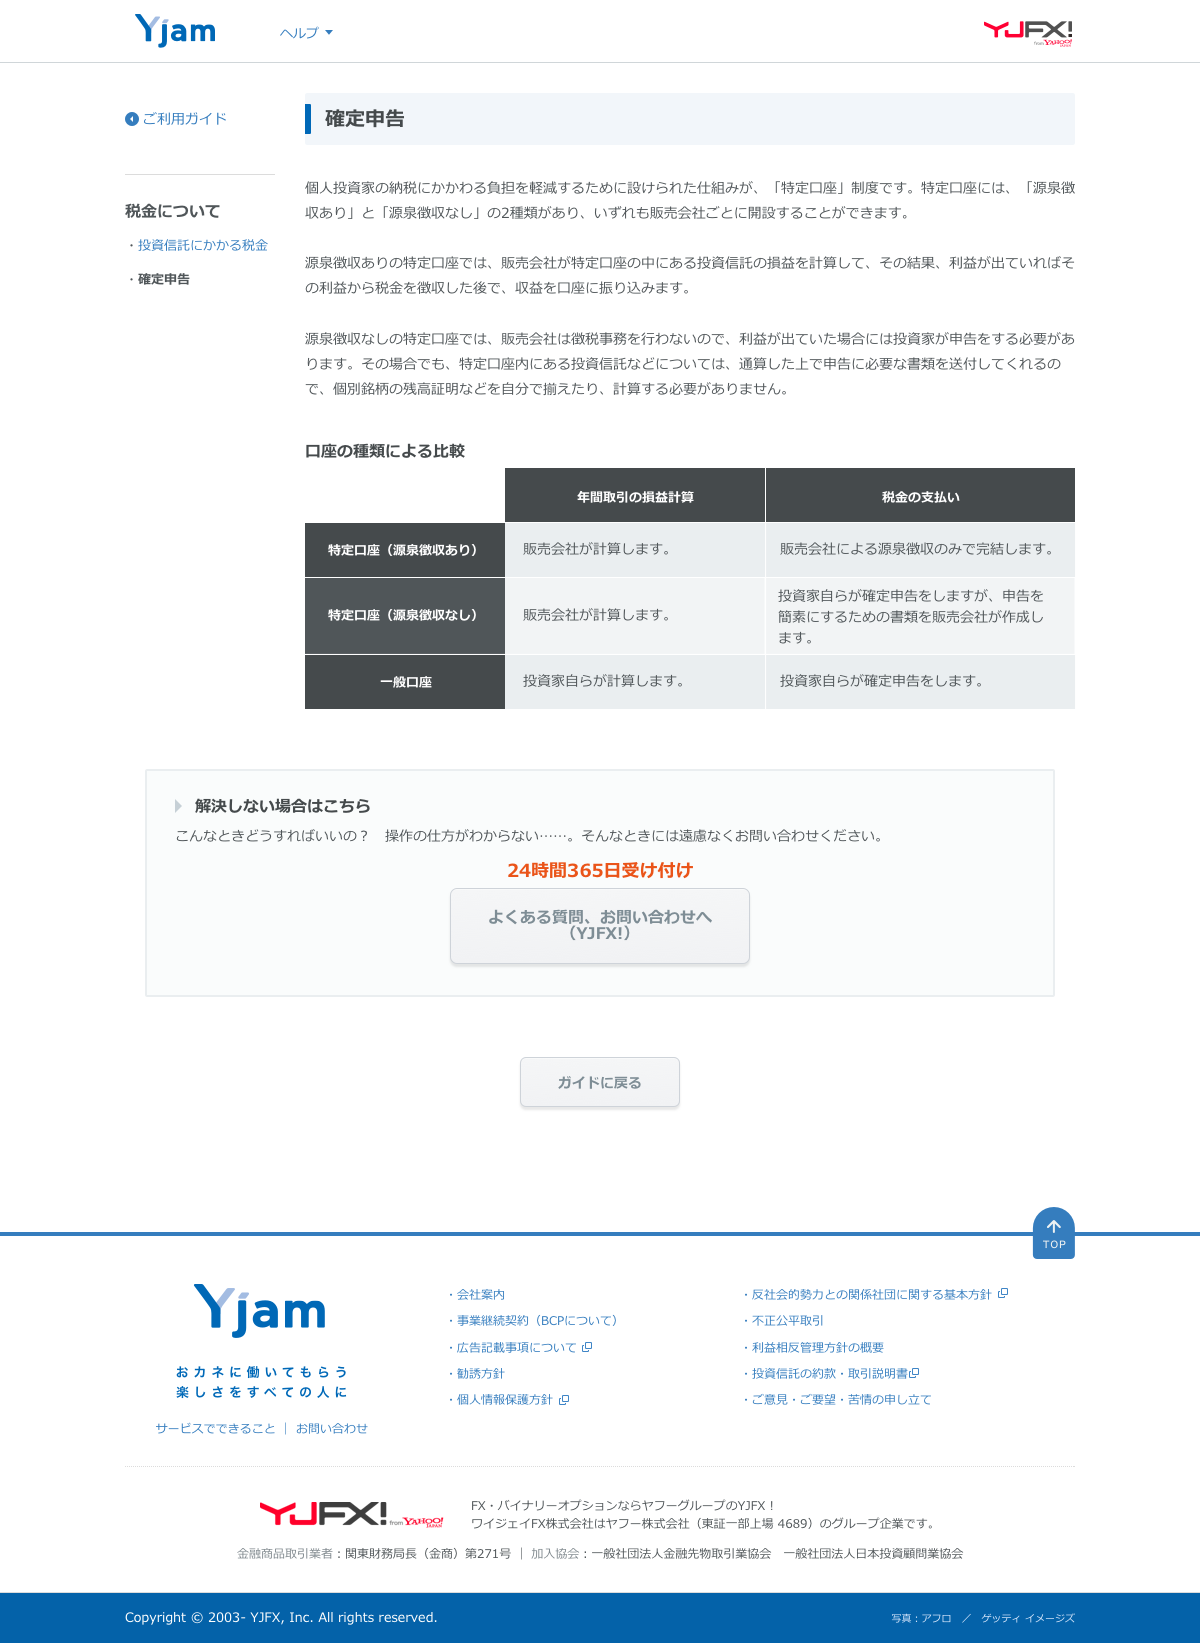 Yjam
ヘルプ
YJFX!
from YAHOO! JAPAN
ご利用ガイド
税金について
・投資信託にかかる税金
・確定申告
確定申告
個人投資家の納税にかかわる負担を軽減するために設けられた仕組みが、「特定口座」制度です。特定口座には、「源泉徴
収あり」と「源泉徴収なし」の2種類があり、いずれも販売会社ごとに開設することができます。
源泉徴収ありの特定口座では、販売会社が特定口座の中にある投資信託の損益を計算して、その結果、利益が出ていればそ
の利益から税金を徴収した後で、収益を口座に振り込みます。
源泉徴収なしの特定口座では、販売会社は徴税事務を行わないので、利益が出ていた場合には投資家が申告をする必要があ
ります。その場合でも、特定口座内にある投資信託などについては、通算した上で申告に必要な書類を送付してくれるの
で、個別銘柄の残高証明などを自分で揃えたり、計算する必要がありません。
口座の種類による比較
年間取引の損益計算
税金の支払い
特定口座（源泉徴収あり）
販売会社が計算します。
販売会社による源泉徴収のみで完結します。
特定口座（源泉徴収なし）
販売会社が計算します。
投資家自らが確定申告をしますが、申告を
簡素にするための書類を販売会社が作成し
ます。
一般口座
投資家自らが計算します。
投資家自らが確定申告をします。
解決しない場合はこちら
こんなときどうすればいいの？　操作の仕方がわからない……。そんなときには遠慮なくお問い合わせください。
24時間365日受け付け
よくある質問、お問い合わせへ
（YJFX!）
ガイドに戻る
TOP
Yjam
おカネに働いてもらう
楽しさをすべての人に
サービスでできること ｜ お問い合わせ
・会社案内
・事業継続契約（BCPについて）
・広告記載事項について
・勧誘方針
・個人情報保護方針
・反社会的勢力との関係社団に関する基本方針
・不正公平取引
・利益相反管理方針の概要
・投資信託の約款・取引説明書
・ご意見・ご要望・苦情の申し立て
YJFX! from YAHOO! JAPAN
FX・バイナリーオプションならヤフーグループのYJFX！
ワイジェイFX株式会社はヤフー株式会社（東証一部上場 4689）のグループ企業です。
金融商品取引業者：関東財務局長（金商）第271号 ｜ 加入協会：一般社団法人金融先物取引業協会　一般社団法人日本投資顧問業協会
Copyright © 2003- YJFX, Inc. All rights reserved.
写真：アフロ　／　ゲッティ イメージズ